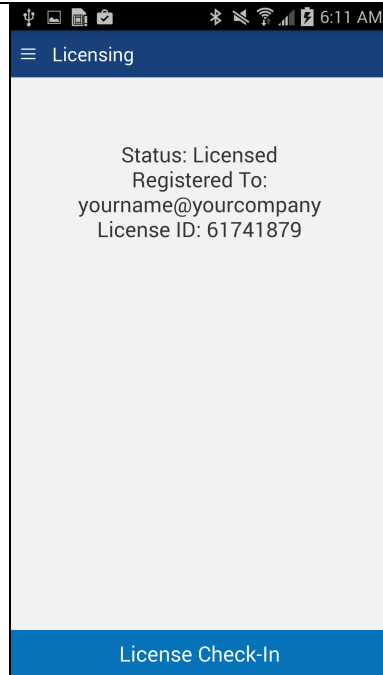 6:11 AM
Licensing
Status: Licensed
Registered To:
yourname@yourcompany
License ID: 61741879
License Check-In